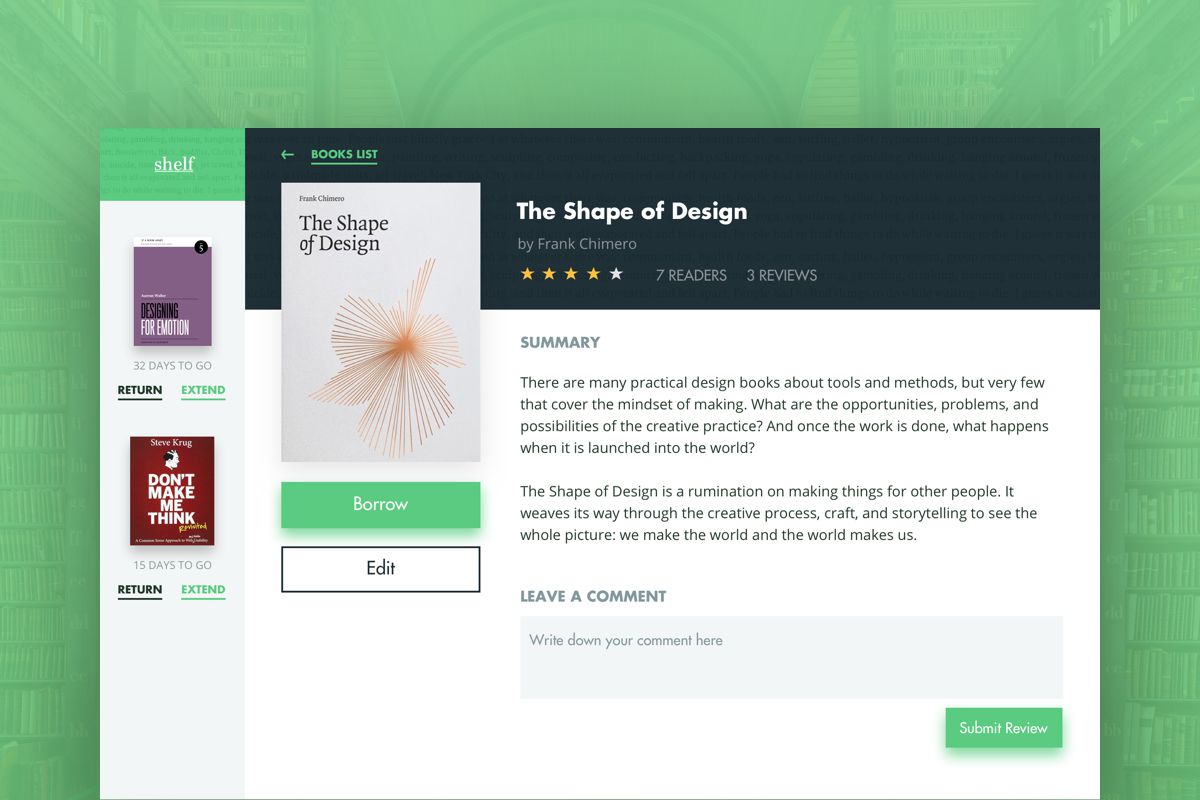 shelf
← BOOKS LIST
Aarron Walter
DESIGNING
FOR EMOTION
32 DAYS TO GO
RETURN EXTEND
Steve Krug
DON'T
MAKE
ME
THINK
Revisited
A Common Sense Approach to Web Usability
15 DAYS TO GO
RETURN EXTEND
Frank Chimero
The Shape
of Design
Borrow
Edit
The Shape of Design
by Frank Chimero
7 READERS 3 REVIEWS
SUMMARY
There are many practical design books about tools and methods, but very few
that cover the mindset of making. What are the opportunities, problems, and
possibilities of the creative practice? And once the work is done, what happens
when it is launched into the world?
The Shape of Design is a rumination on making things for other people. It
weaves its way through the creative process, craft, and storytelling to see the
whole picture: we make the world and the world makes us.
LEAVE A COMMENT
Write down your comment here
Submit Review